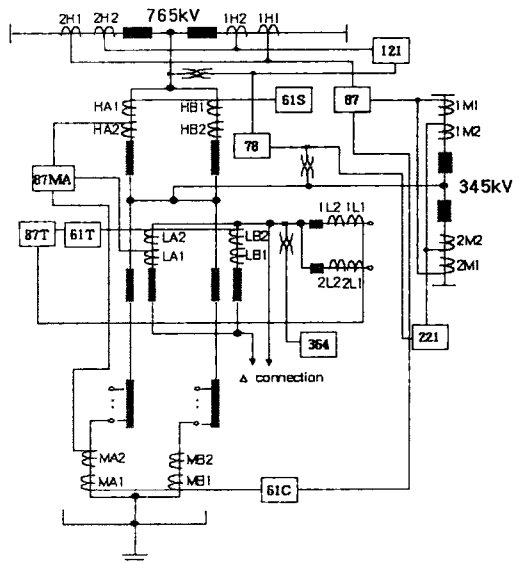 765kV
2H1 2H2 1H2 1H1
121
HA1 HB1 61S 87 1M1
HA2 HB2 78 1M2
87MA 345kV
1L2 1L1
87T 61T LA2 LB2 2M2
LA1 LB1 2M1
2L2 2L1
364 221
Δ connection
MA2 MB2
MA1 MB1 61C